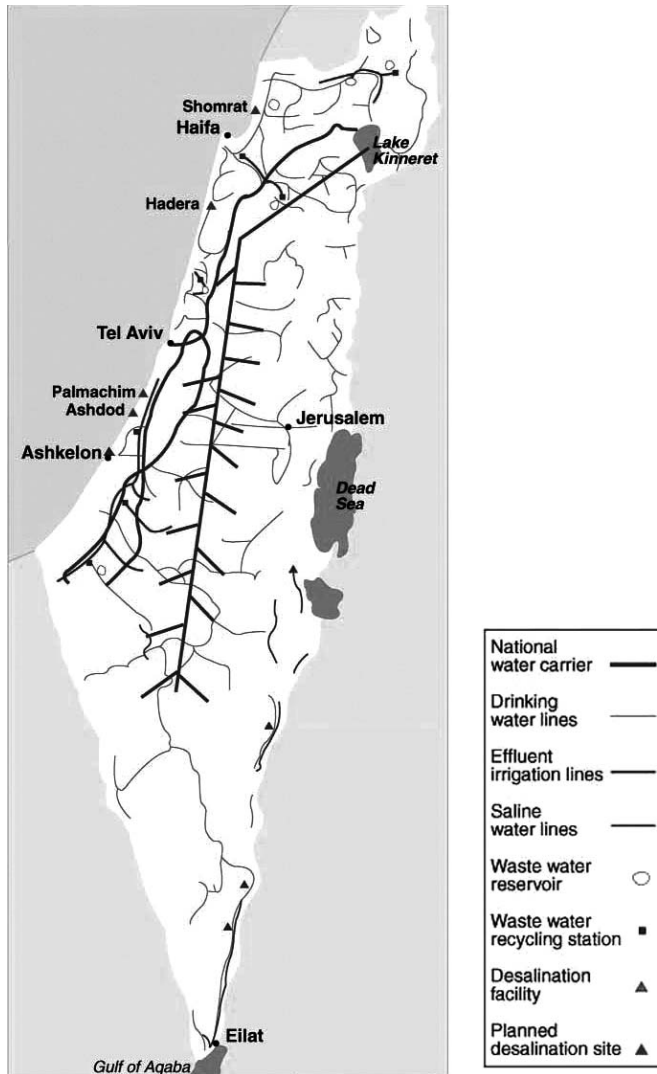 Shomrat
Haifa
Lake
Kinneret
Hadera
Tel Aviv
Palmachim
Ashdod
Jerusalem
Ashkelon
Dead
Sea
Eilat
Gulf of Aqaba
National
water carrier
Drinking
water lines
Effluent
irrigation lines
Saline
water lines
Waste water
reservoir
Waste water
recycling station
Desalination
facility
Planned
desalination site